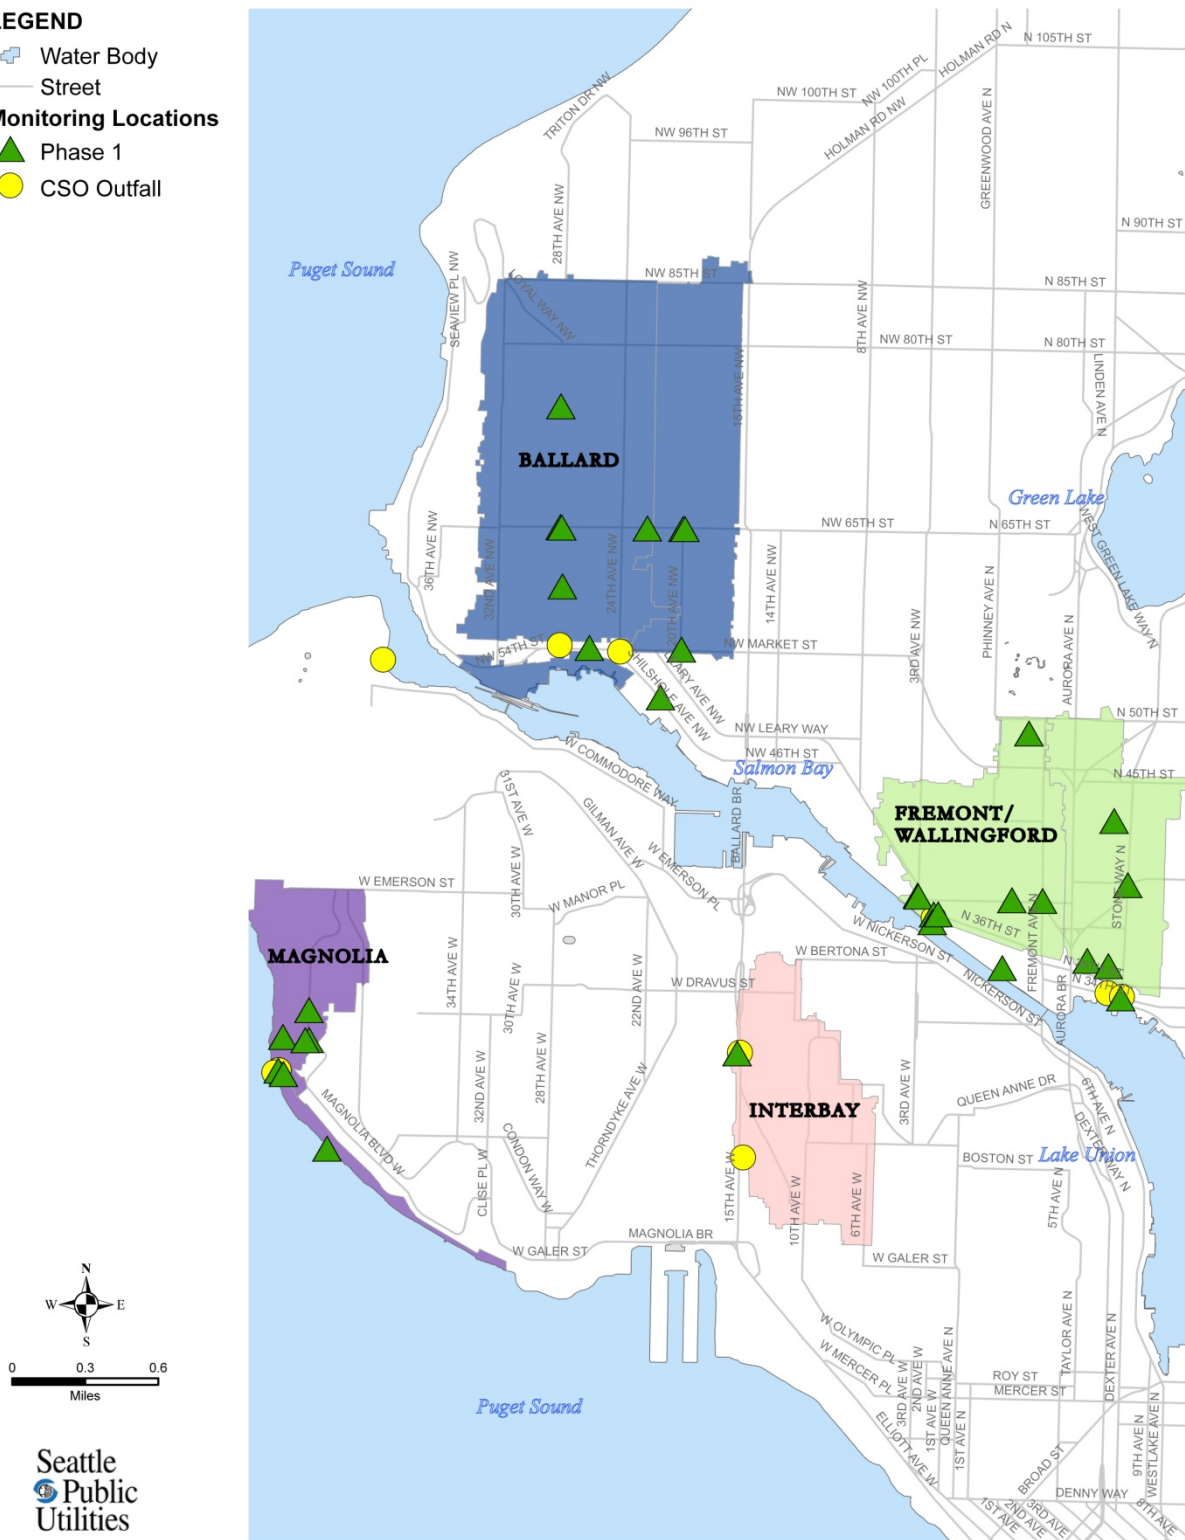 LEGEND
Water Body
Street
Monitoring Locations
Phase 1
CSO Outfall
N 105TH ST
HOLMAN RD N
NW 100TH PL
NW 100TH ST
TRITON DR NW
NW 96TH ST
HOLMAN RD NW
GREENWOOD AVE N
28TH AVE NW
N 90TH ST
Puget Sound
SEAVIEW PL NW
LOYAL WAY NW
NW 85TH ST
N 85TH ST
8TH AVE NW
NW 80TH ST
N 80TH ST
15TH AVE NW
LINDEN AVE N
BALLARD
Green Lake
NW 65TH ST
N 65TH ST
WEST GREEN LAKE WAY N
36TH AVE NW
32ND AVE NW
24TH AVE NW
20TH AVE NW
14TH AVE NW
3RD AVE NW
PHINNEY AVE N
AURORA AVE N
NW 54TH ST
NW MARKET ST
SHILSHOLE AVE NW
LEARY AVE NW
NW LEARY WAY
N 50TH ST
NW 46TH ST
Salmon Bay
N 45TH ST
W COMMODORE WAY
31ST AVE W
GILMAN AVE W
BALLARD BR
FREMONT/
WALLINGFORD
W EMERSON PL
W EMERSON ST
30TH AVE W
W MANOR PL
STONE WAY N
N 36TH ST
FREMONT AVE N
W NICKERSON ST
W BERTONA ST
MAGNOLIA
34TH AVE W
W DRAVUS ST
NICKERSON ST
N 34TH ST
30TH AVE W
22ND AVE W
AURORA BR
28TH AVE W
32ND AVE W
MAGNOLIA BLVD W
THORNDYKE AVE W
INTERBAY
3RD AVE W
QUEEN ANNE DR
6TH AVE N
DEXTER WAY N
CONDON WAY W
CLISE PL W
BOSTON ST
Lake Union
15TH AVE W
10TH AVE W
6TH AVE W
5TH AVE N
MAGNOLIA BR
W GALER ST
W GALER ST
N
W
E
S
0
0.3
0.6
Miles
W OLYMPIC PL
W MERCER PL
TAYLOR AVE N
DEXTER AVE N
ROY ST
MERCER ST
3RD AVE W
2ND AVE W
1ST AVE W
QUEEN ANNE AVE N
1ST AVE N
Puget Sound
ELLIOTT AVE W
BROAD ST
9TH AVE N
WESTLAKE AVE N
DENNY WAY
1ST AVE
2ND AVE
3RD AVE
8TH AVE
Seattle
Public
Utilities